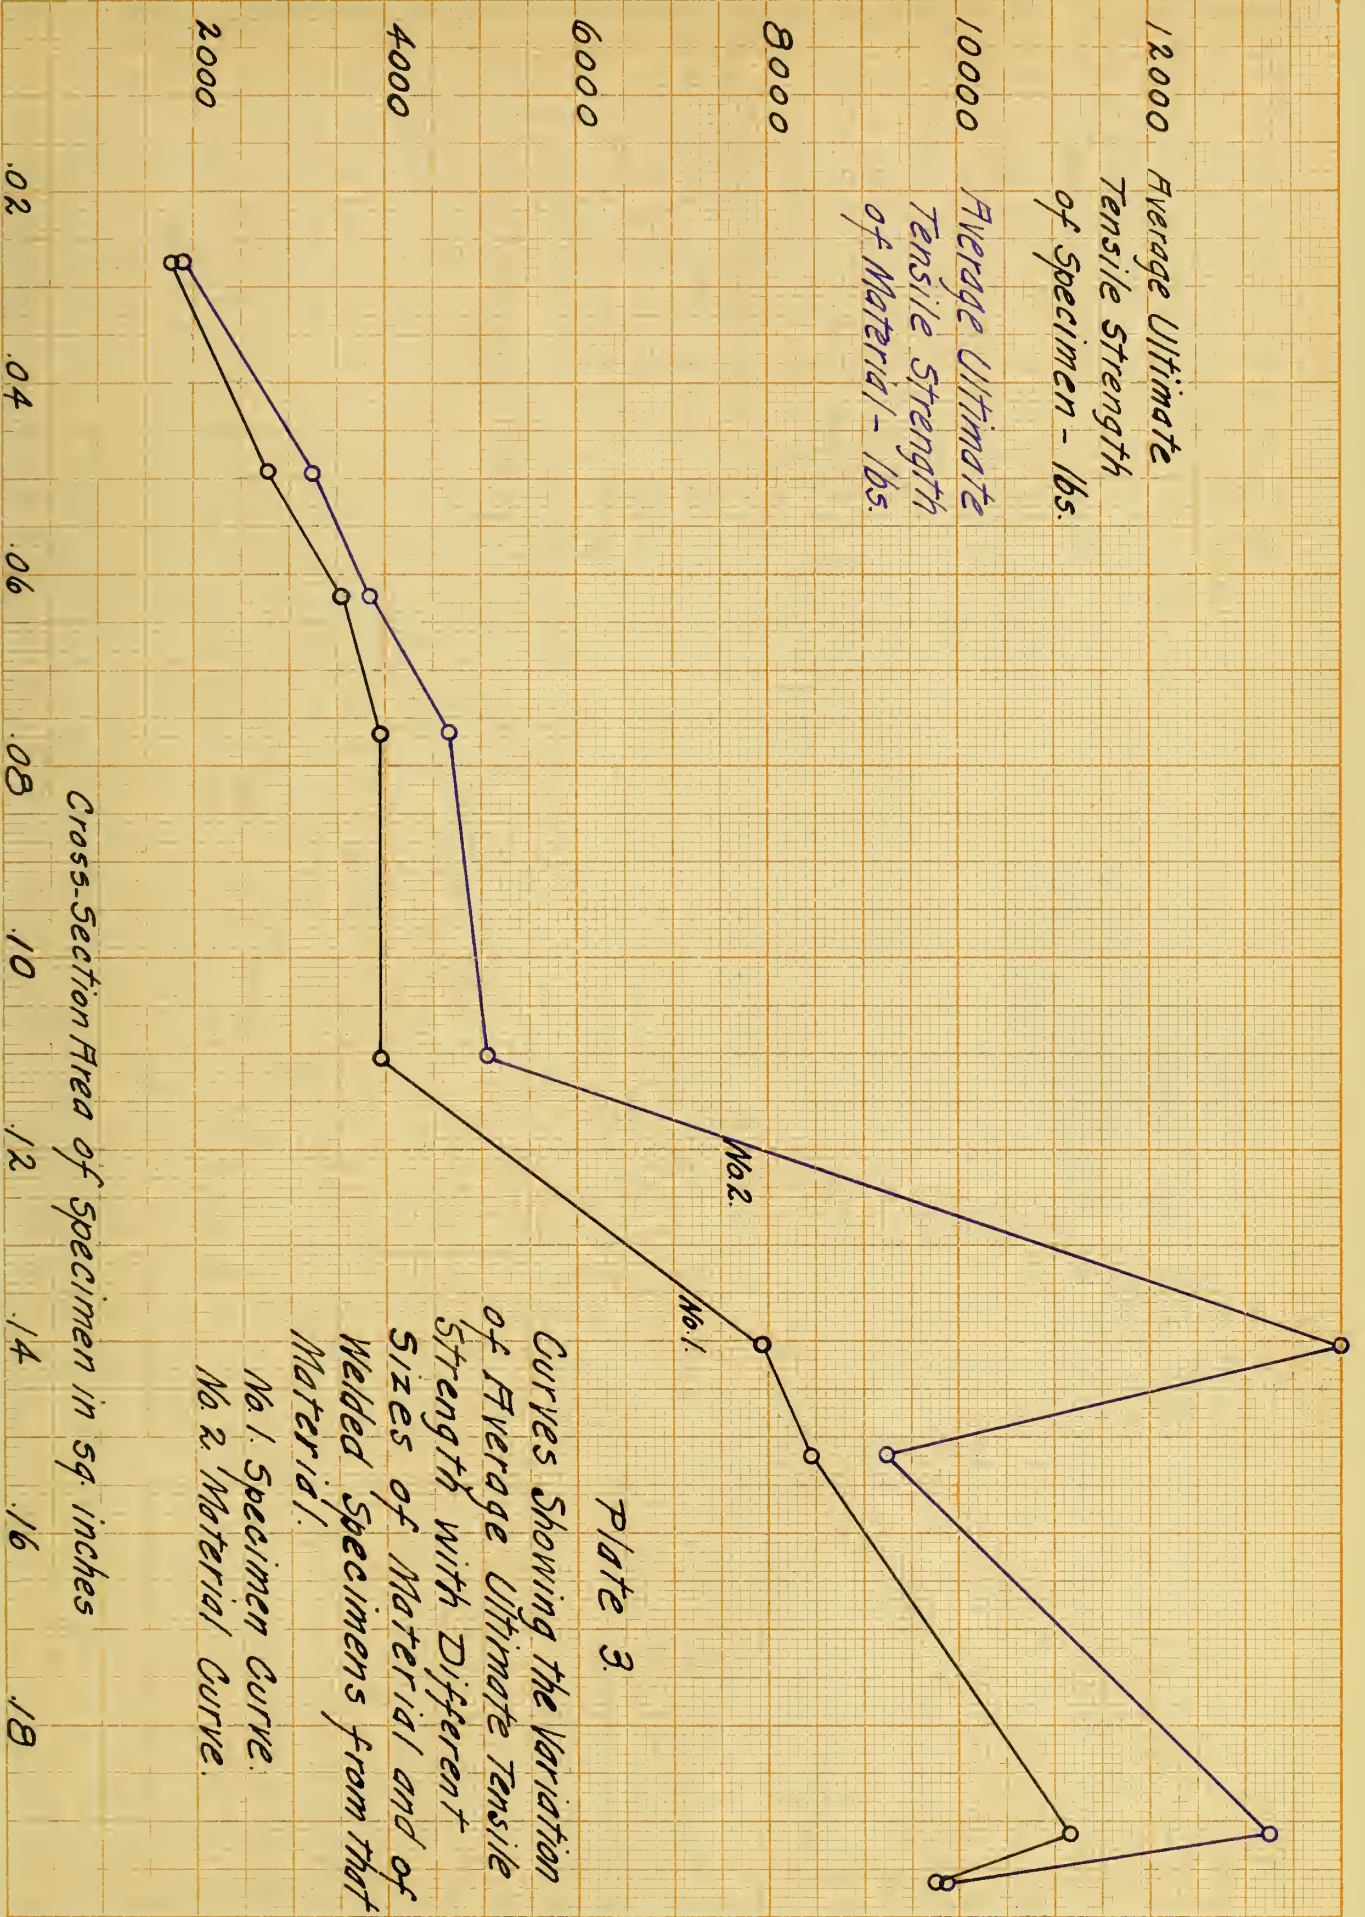 12000
10000
8000
6000
4000
2000
Average Ultimate
Tensile Strength
of Specimen - lbs.
Average Ultimate
Tensile Strength
of Material - lbs.
No.2.
No.1.
Plate 3.
Curves Showing the Variation
of Average Ultimate Tensile
Strength with Different
Sizes of Material and of
Welded Specimens from that
Material.
No.1. Specimen Curve.
No.2. Material Curve.
Cross-Section Area of Specimen in sq. inches
.02 .04 .06 .08 .10 .12 .14 .16 .18